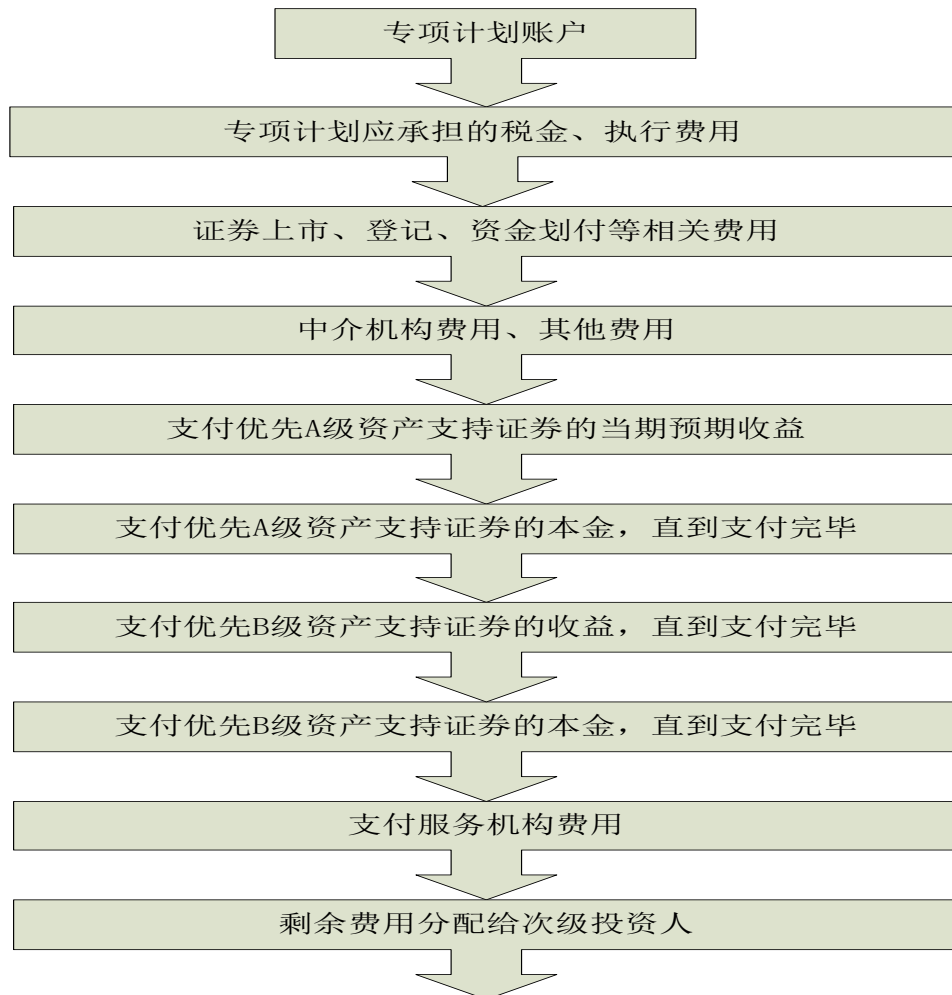 专项计划账户
专项计划应承担的税金、执行费用
证券上市、登记、资金划付等相关费用
中介机构费用、其他费用
支付优先A级资产支持证券的当期预期收益
支付优先A级资产支持证券的本金，直到支付完毕
支付优先B级资产支持证券的收益，直到支付完毕
支付优先B级资产支持证券的本金，直到支付完毕
支付服务机构费用
剩余费用分配给次级投资人